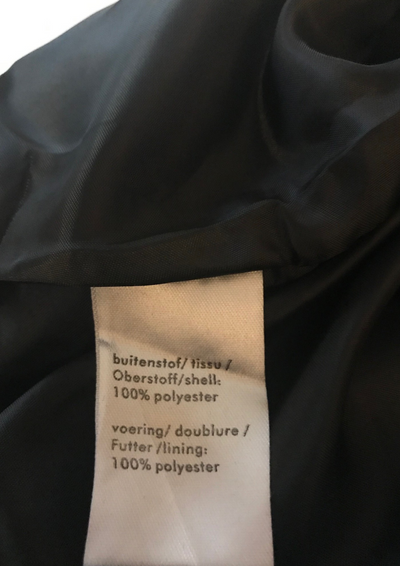 buitenstof/ tissu /
Oberstoff/shell:
100% polyester
voering/ doublure /
Futter /lining:
100% polyester